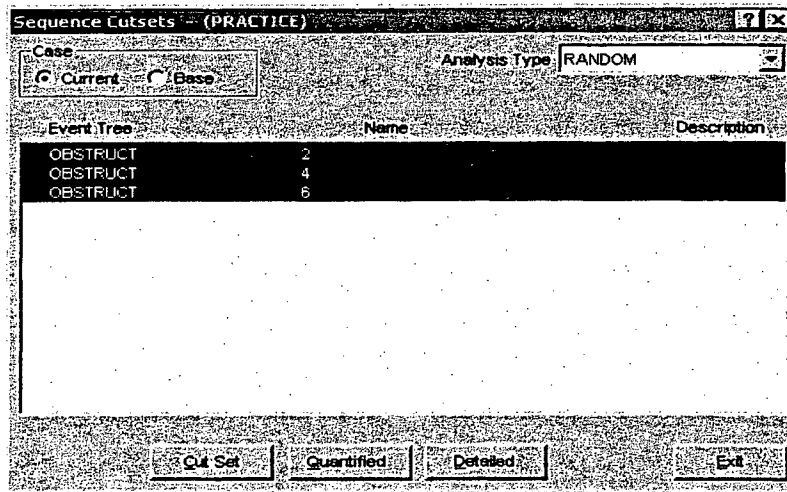 Sequence Cutsets - (PRACTICE)
Case
Current Base
Analysis Type RANDOM
Event Tree Name Description
OBSTRUCT 2
OBSTRUCT 4
OBSTRUCT 6
Cut Set Quantified Detailed Exit